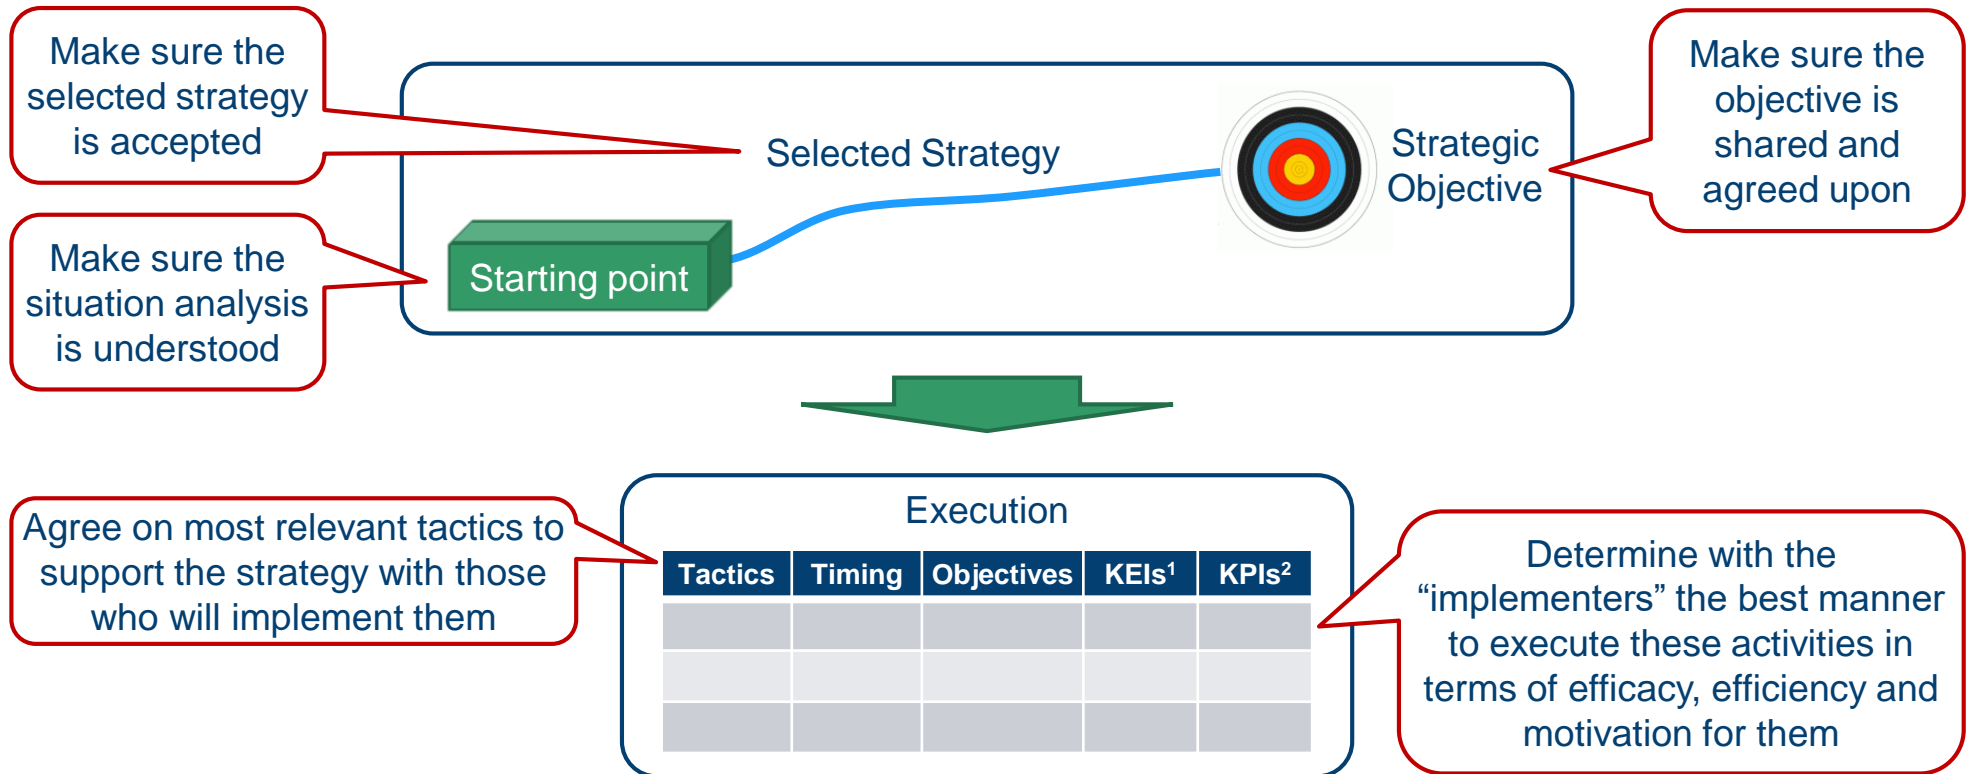 Make sure the
selected strategy
is accepted
Selected Strategy
Strategic
Objective
Make sure the
objective is
shared and
agreed upon
Make sure the
situation analysis
is understood
Starting point
Execution
Agree on most relevant tactics to
support the strategy with those
who will implement them
Tactics Timing Objectives KEIs¹ KPIs²
Determine with the
“implementers” the best manner
to execute these activities in
terms of efficacy, efficiency and
motivation for them